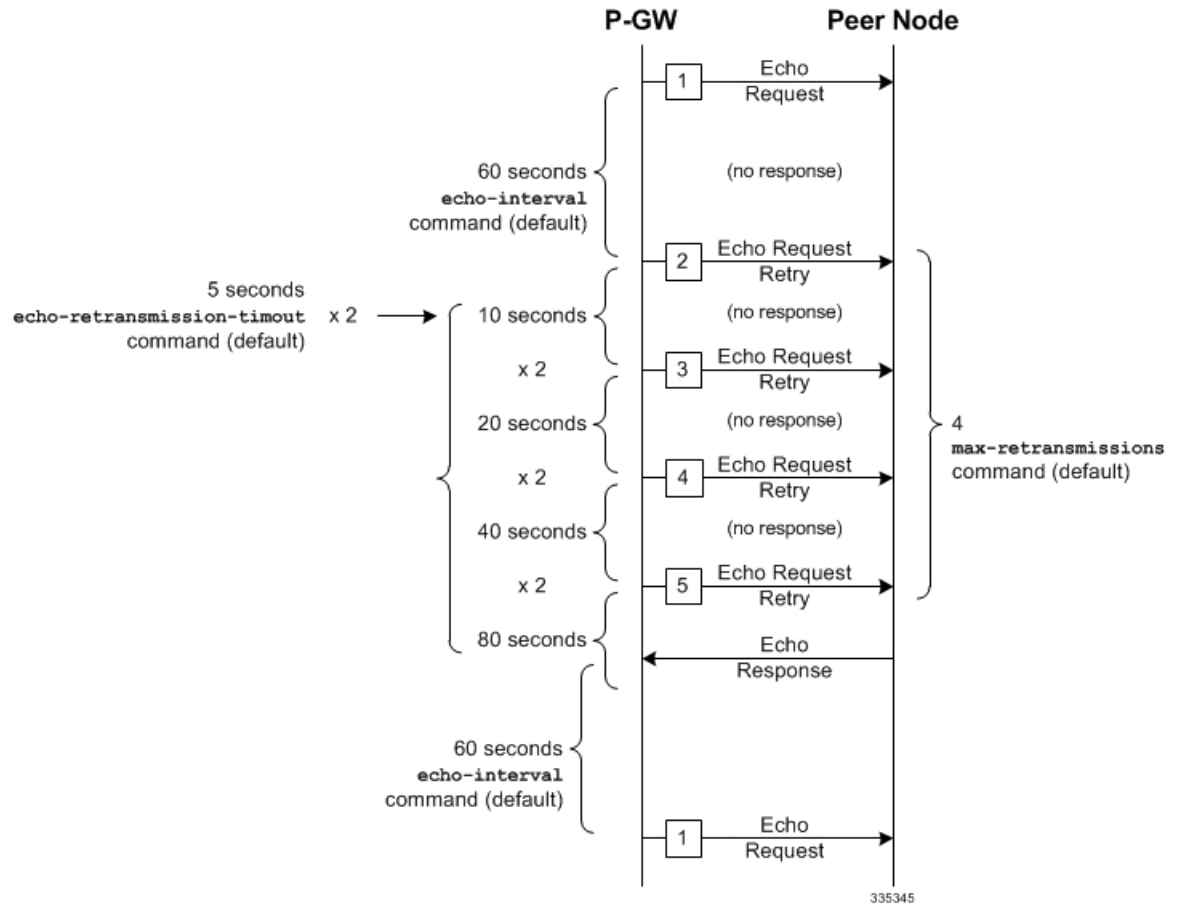 P-GW
Peer Node
1
Echo
Request
60 seconds
echo-interval
command (default)
(no response)
2
Echo Request
Retry
5 seconds
echo-retransmission-timout
command (default)
x 2
10 seconds
(no response)
x 2
3
Echo Request
Retry
20 seconds
(no response)
4
max-retransmissions
command (default)
x 2
4
Echo Request
Retry
40 seconds
(no response)
x 2
5
Echo Request
Retry
80 seconds
Echo
Response
60 seconds
echo-interval
command (default)
1
Echo
Request
335345